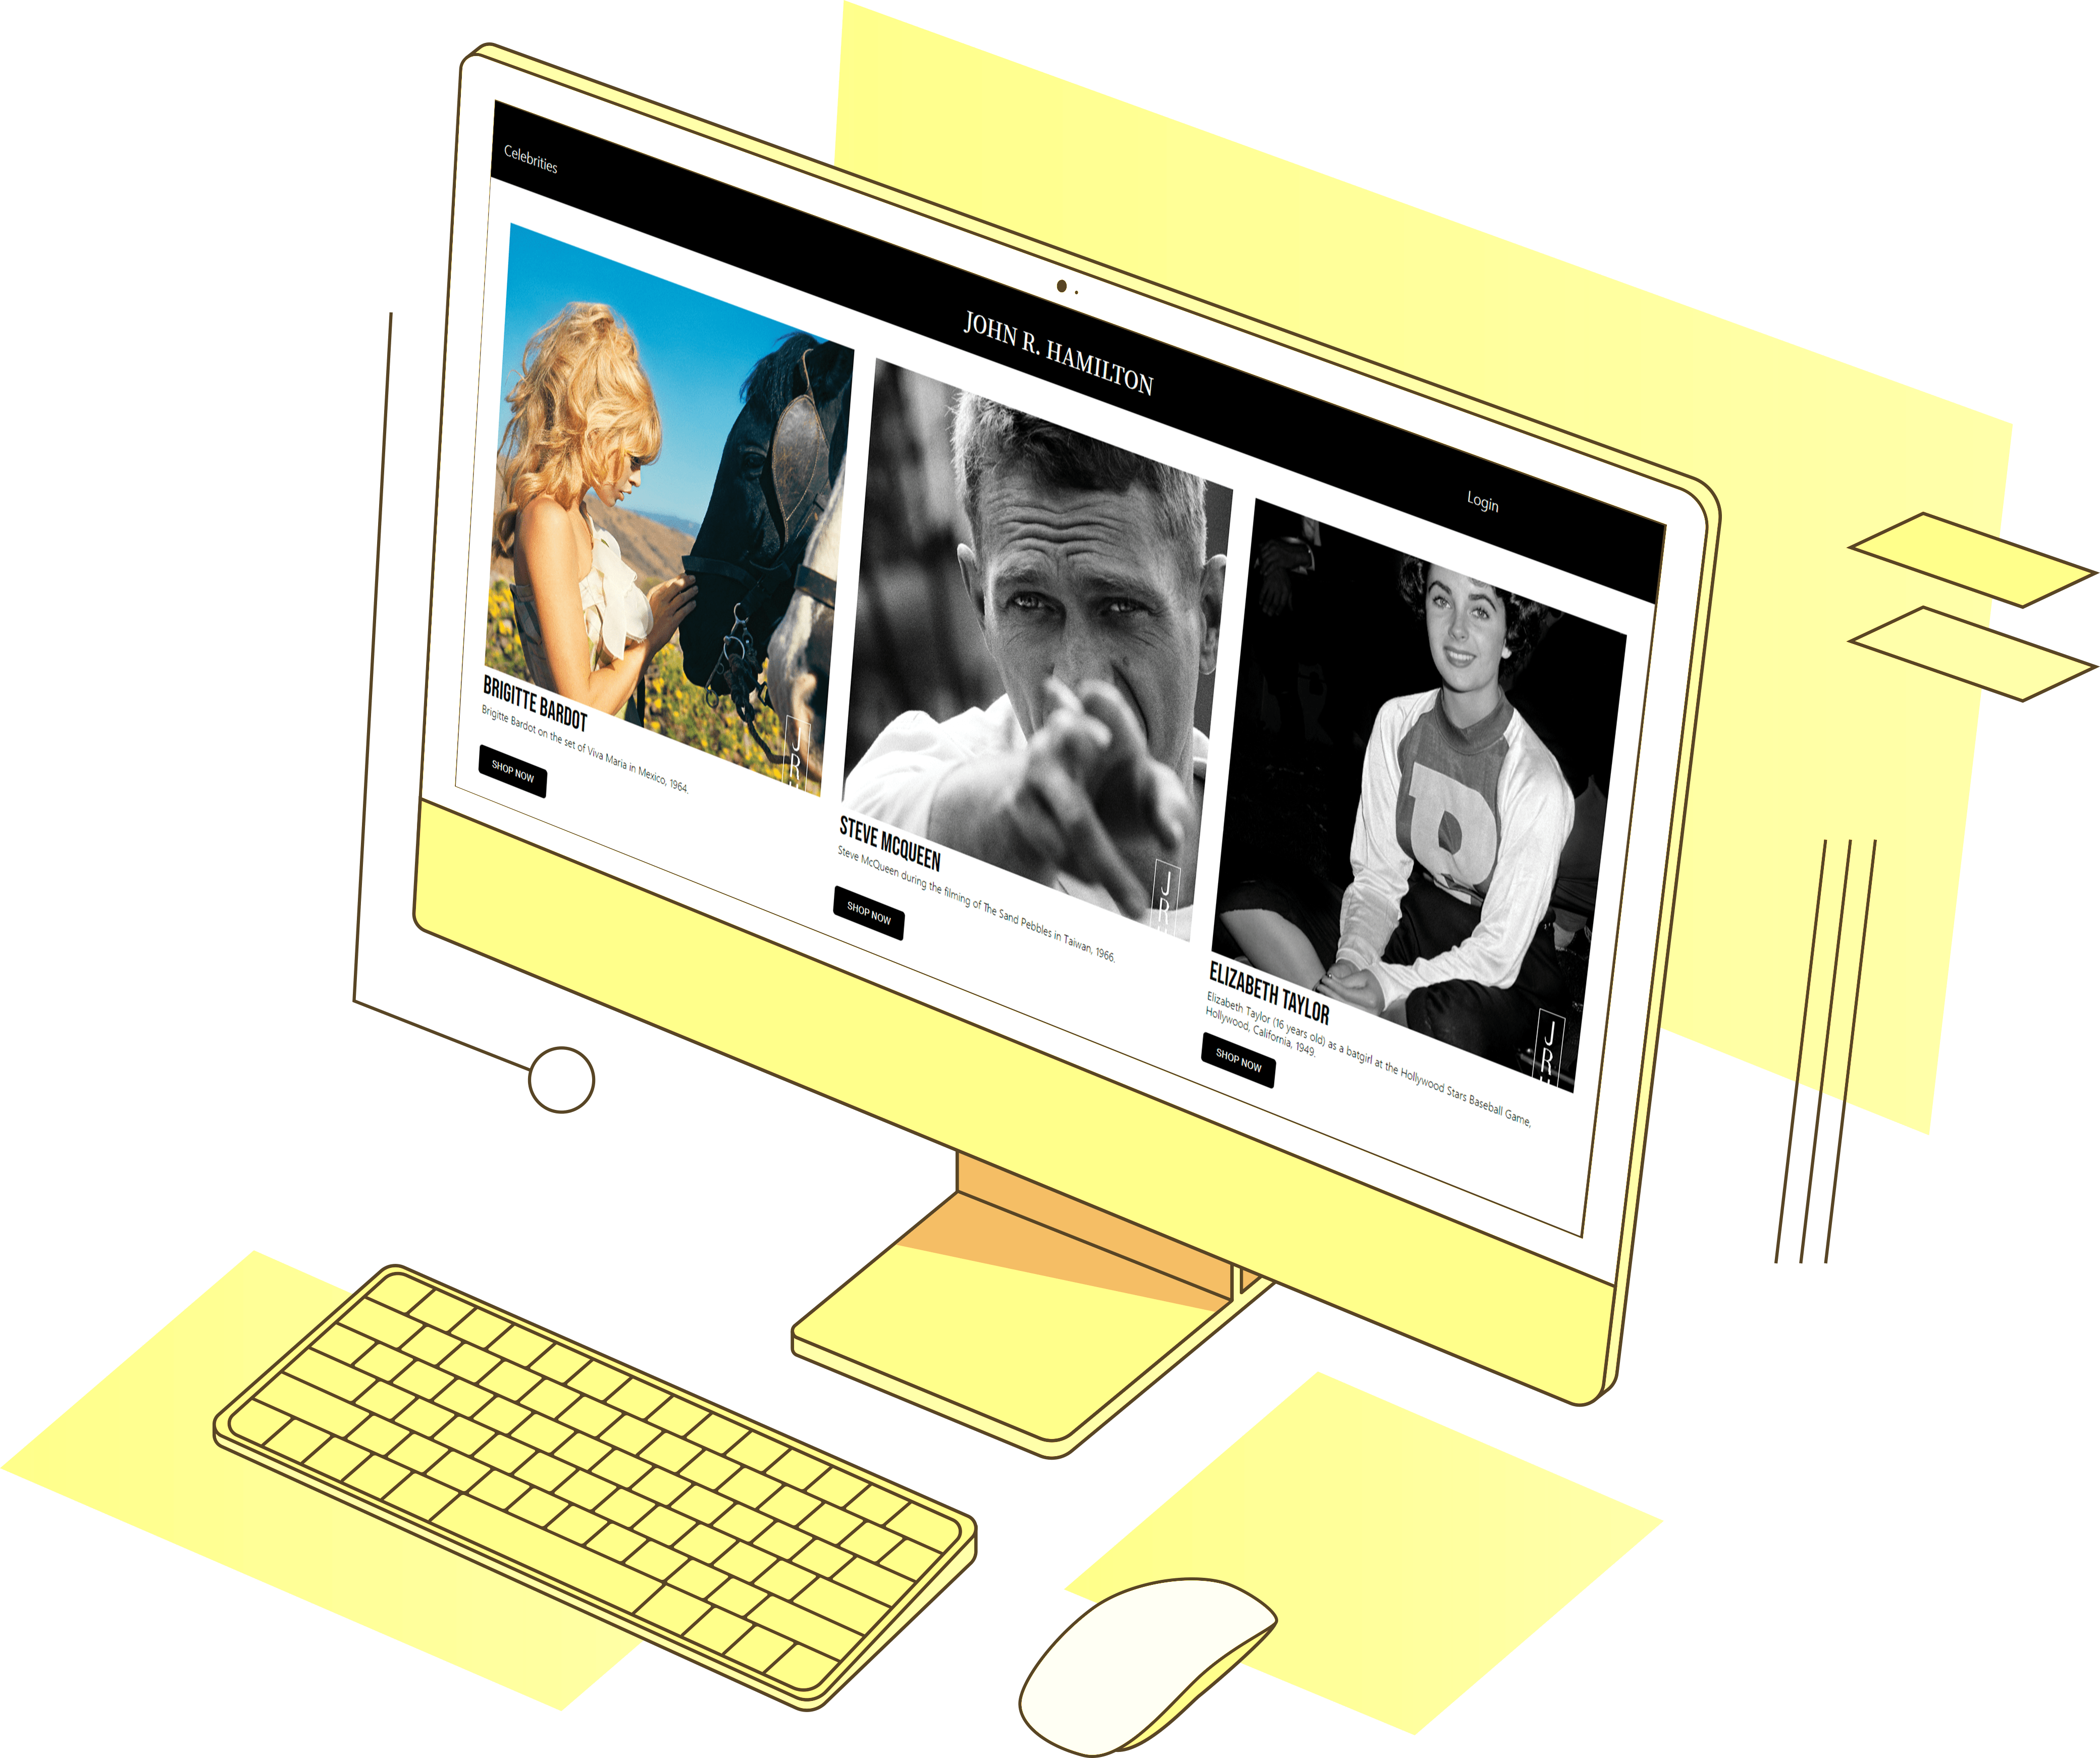 Celebrities
JOHN R. HAMILTON
Login
BRIGITTE BARDOT
Brigitte Bardot on the set of Viva Maria in Mexico, 1964.
SHOP NOW
J
R
STEVE MCQUEEN
Steve McQueen during the filming of The Sand Pebbles in Taiwan, 1966.
SHOP NOW
J
R
ELIZABETH TAYLOR
Elizabeth Taylor (16 years old) as a batgirl at the Hollywood Stars Baseball Game,
Hollywood, California, 1949.
SHOP NOW
J
R